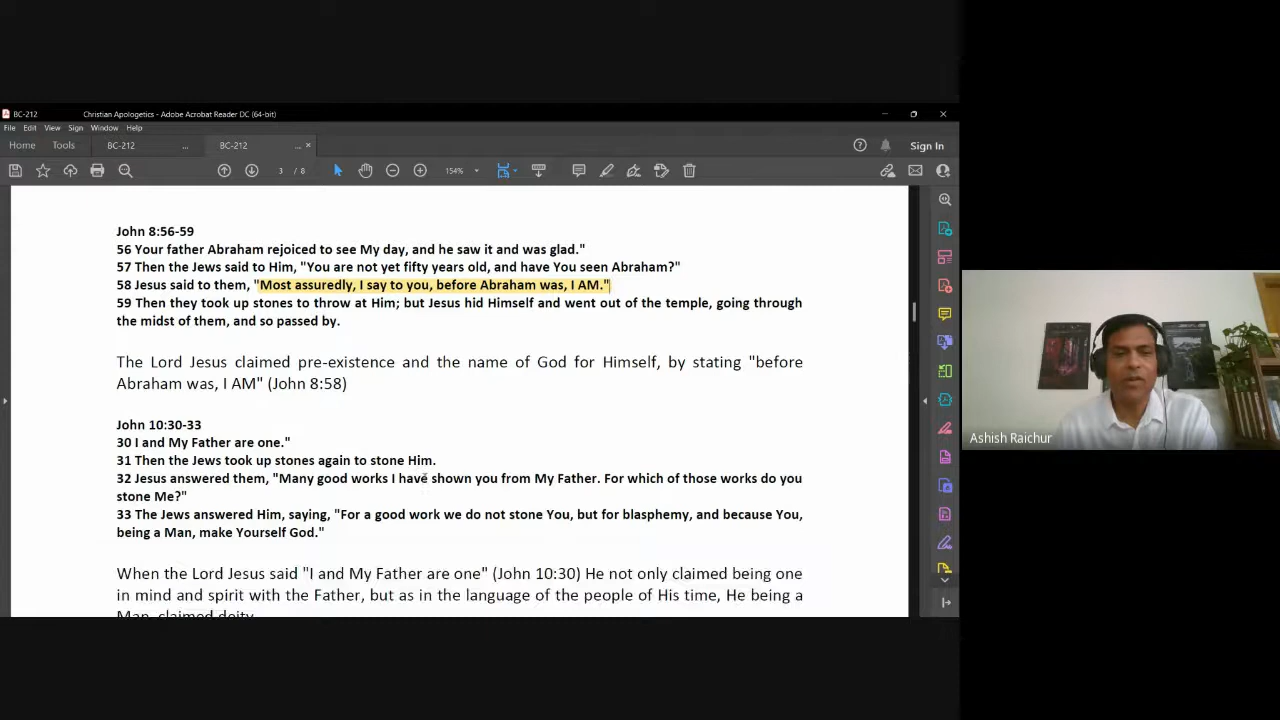 BC-212 Christian Apologetics - Adobe Acrobat Reader DC (64-bit)
File Edit View Sign Window Help
Home Tools BC-212 ... BC-212 ... ×
Sign In
3 / 8 154%
John 8:56-59
56 Your father Abraham rejoiced to see My day, and he saw it and was glad."
57 Then the Jews said to Him, "You are not yet fifty years old, and have You seen Abraham?"
58 Jesus said to them, "Most assuredly, I say to you, before Abraham was, I AM."
59 Then they took up stones to throw at Him; but Jesus hid Himself and went out of the temple, going through
the midst of them, and so passed by.
The Lord Jesus claimed pre-existence and the name of God for Himself, by stating "before
Abraham was, I AM" (John 8:58)
John 10:30-33
30 I and My Father are one."
31 Then the Jews took up stones again to stone Him.
32 Jesus answered them, "Many good works I have shown you from My Father. For which of those works do you
stone Me?"
33 The Jews answered Him, saying, "For a good work we do not stone You, but for blasphemy, and because You,
being a Man, make Yourself God."
When the Lord Jesus said "I and My Father are one" (John 10:30) He not only claimed being one
in mind and spirit with the Father, but as in the language of the people of His time, He being a
Man, claimed deity.
Ashish Raichur